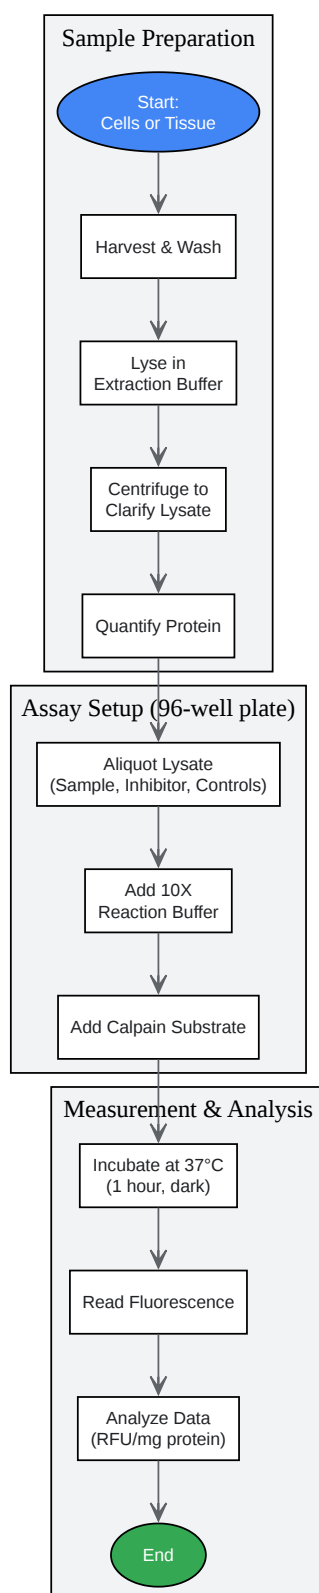 Sample Preparation
Start:
Cells or Tissue
Harvest & Wash
Lyse in
Extraction Buffer
Centrifuge to
Clarify Lysate
Quantify Protein
Assay Setup (96-well plate)
Aliquot Lysate
(Sample, Inhibitor, Controls)
Add 10X
Reaction Buffer
Add Calpain Substrate
Measurement & Analysis
Incubate at 37°C
(1 hour, dark)
Read Fluorescence
Analyze Data
(RFU/mg protein)
End